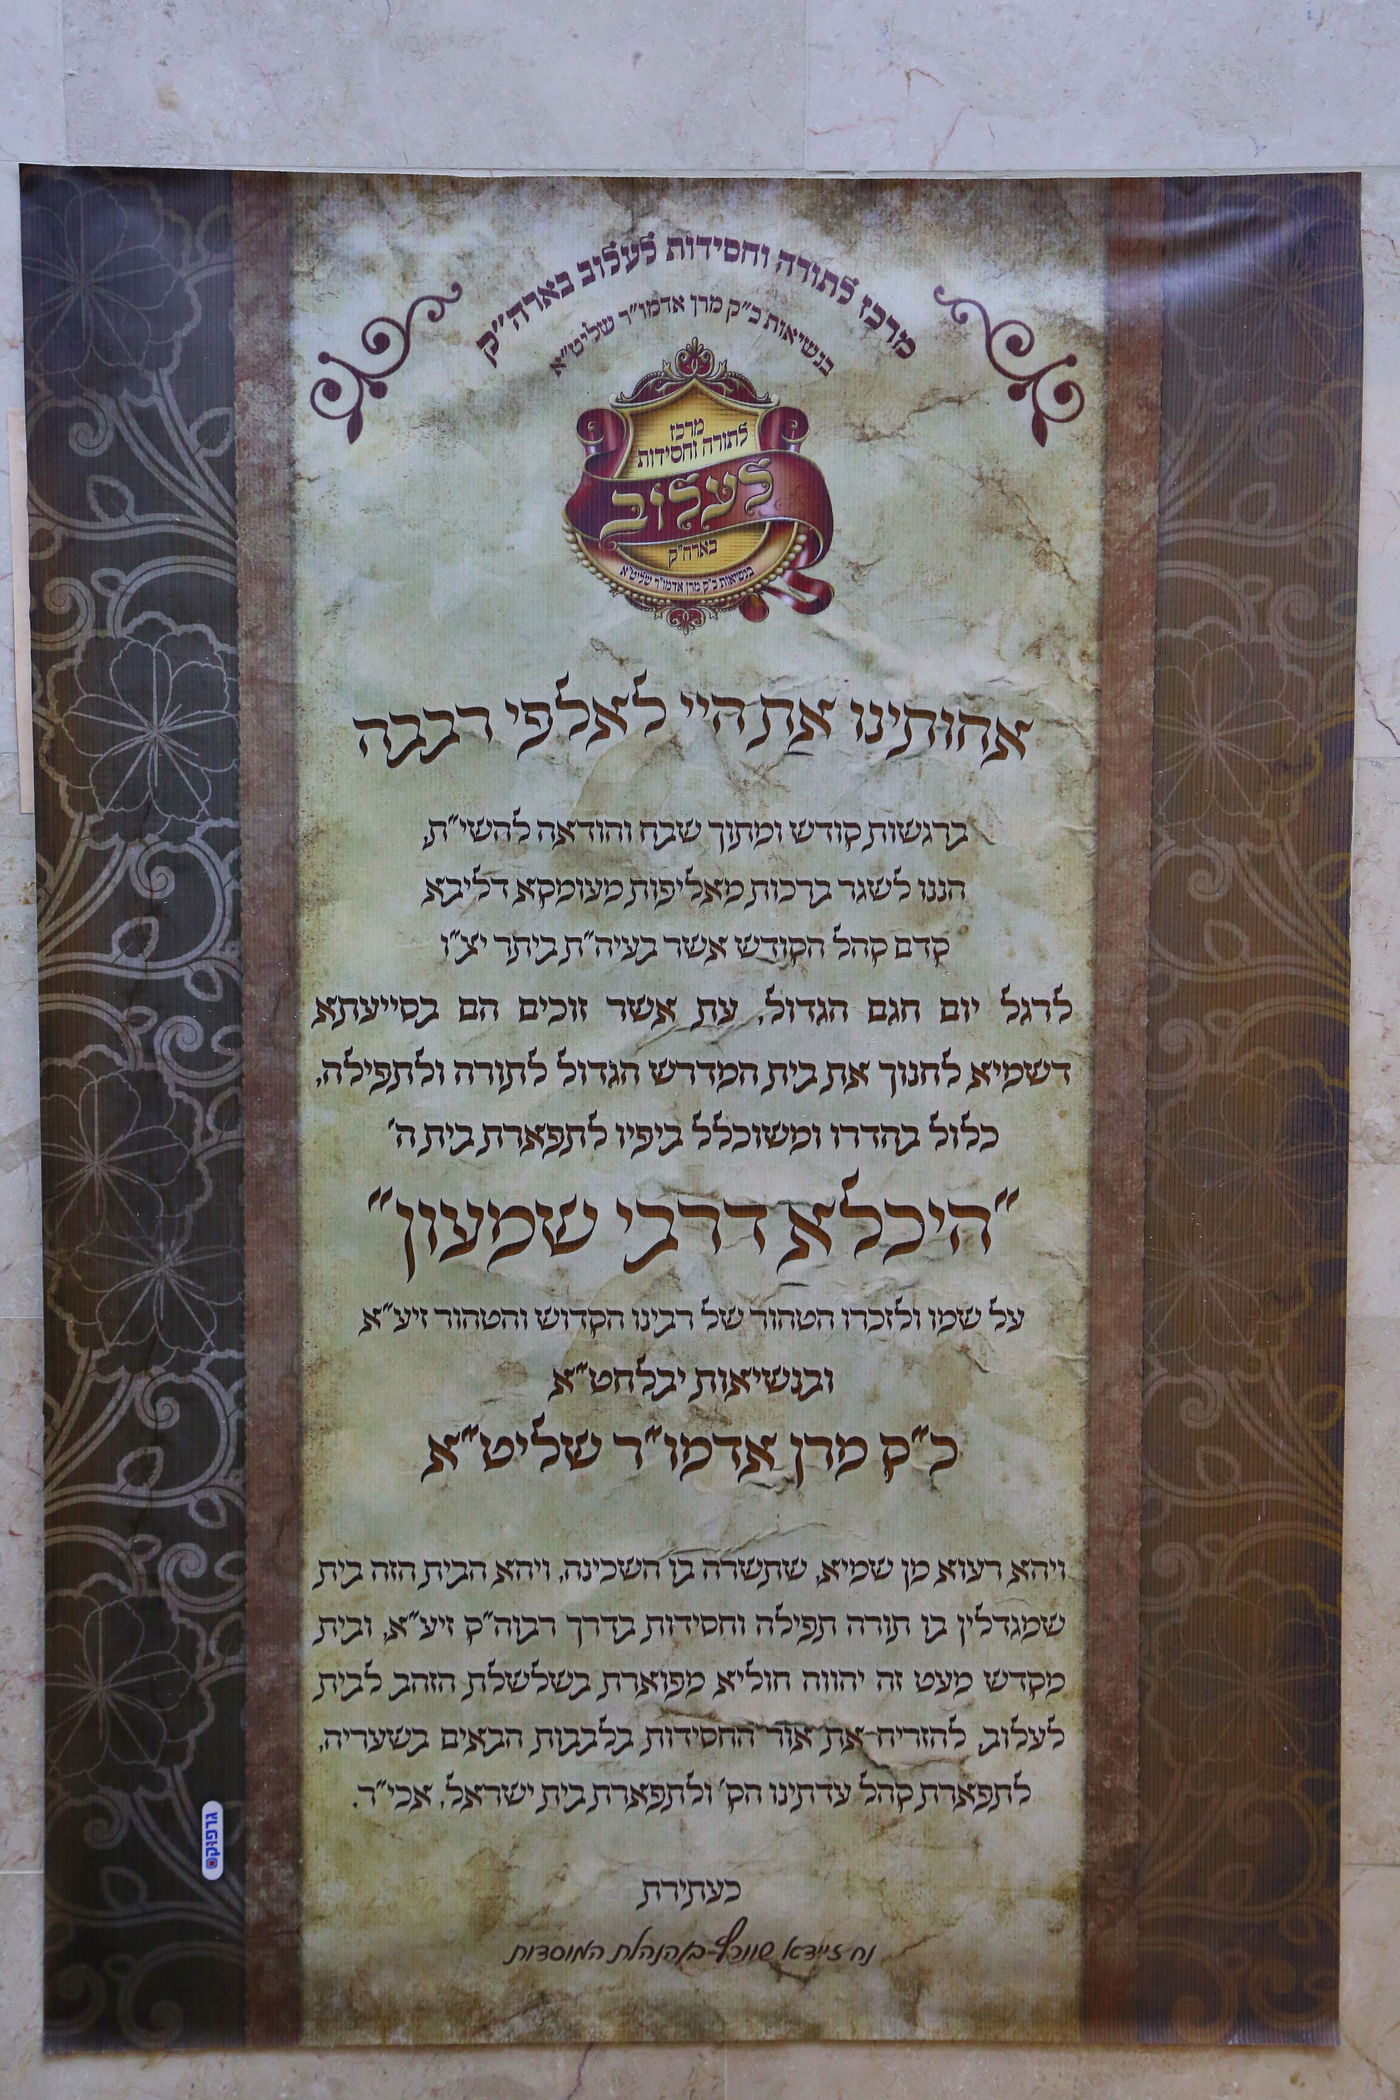 מרכז לתורה וחסידות לעלוב בארה"ק
בנשיאות כ"ק מרן אדמו"ר שליט"א
מרכז
לתורה וחסידות
לעלוב
בארה"ק
בנשיאות כ"ק מרן אדמו"ר שליט"א
אחותינו את היי לאלפי רבבה
ברגשות קודש ומתוך שבח והודאה להשי"ת,
הננו לשגר ברכות מאליפות מעומקא דליבא
קדם קהל הקודש אשר בעיה"ת ביתר יצ"ו
לרגל יום חגם הגדול, עת אשר זוכים הם בסייעתא
דשמיא לחנוך את בית המדרש הגדול לתורה ולתפילה,
כלול בהדרו ומשוכלל ביפיו לתפארת בית ה'
"היכלא דרבי שמעון"
על שמו ולזכרו הטהור של רבינו הקדוש והטהור זיע"א
ובנשיאות יבלחט"א
כ"ק מרן אדמו"ר שליט"א
ויהא רעוא מן שמיא, שתשרה בו השכינה, ויהא הבית הזה בית
שמגדלין בו תורה תפילה וחסידות בדרך רבוה"ק זיע"א, ובית
מקדש מעט זה יהווה חוליא מפוארת בשלשלת הזהב לבית
לעלוב, להזריח את אור החסידות בלבבות הבאים בשעריה,
לתפארת קהל עדתינו הק' ולתפארת בית ישראל, אכי"ר.
כעתירת
נח זיידא שוורץ- בהנהלת המוסדות
גרפוקס